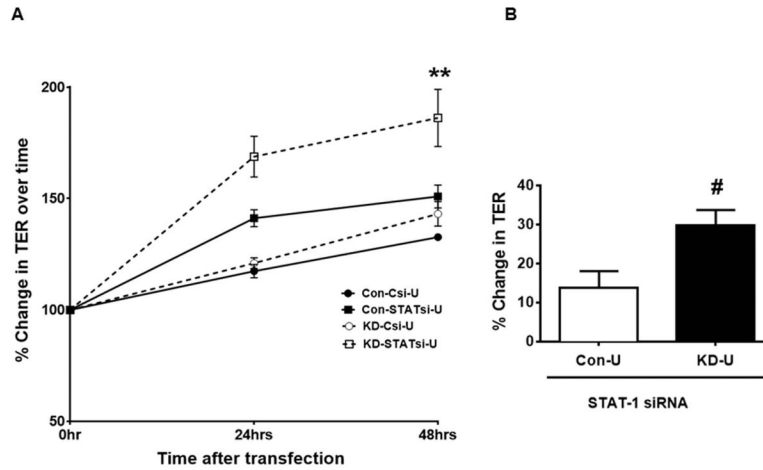 A
% Change in TER over time
200
150
100
50
**
Con-Csi-U
Con-STATsi-U
KD-Csi-U
KD-STATsi-U
0hr 24hrs 48hrs
Time after transfection
B
% Change in TER
40
30
20
10
0
#
Con-U KD-U
STAT-1 siRNA